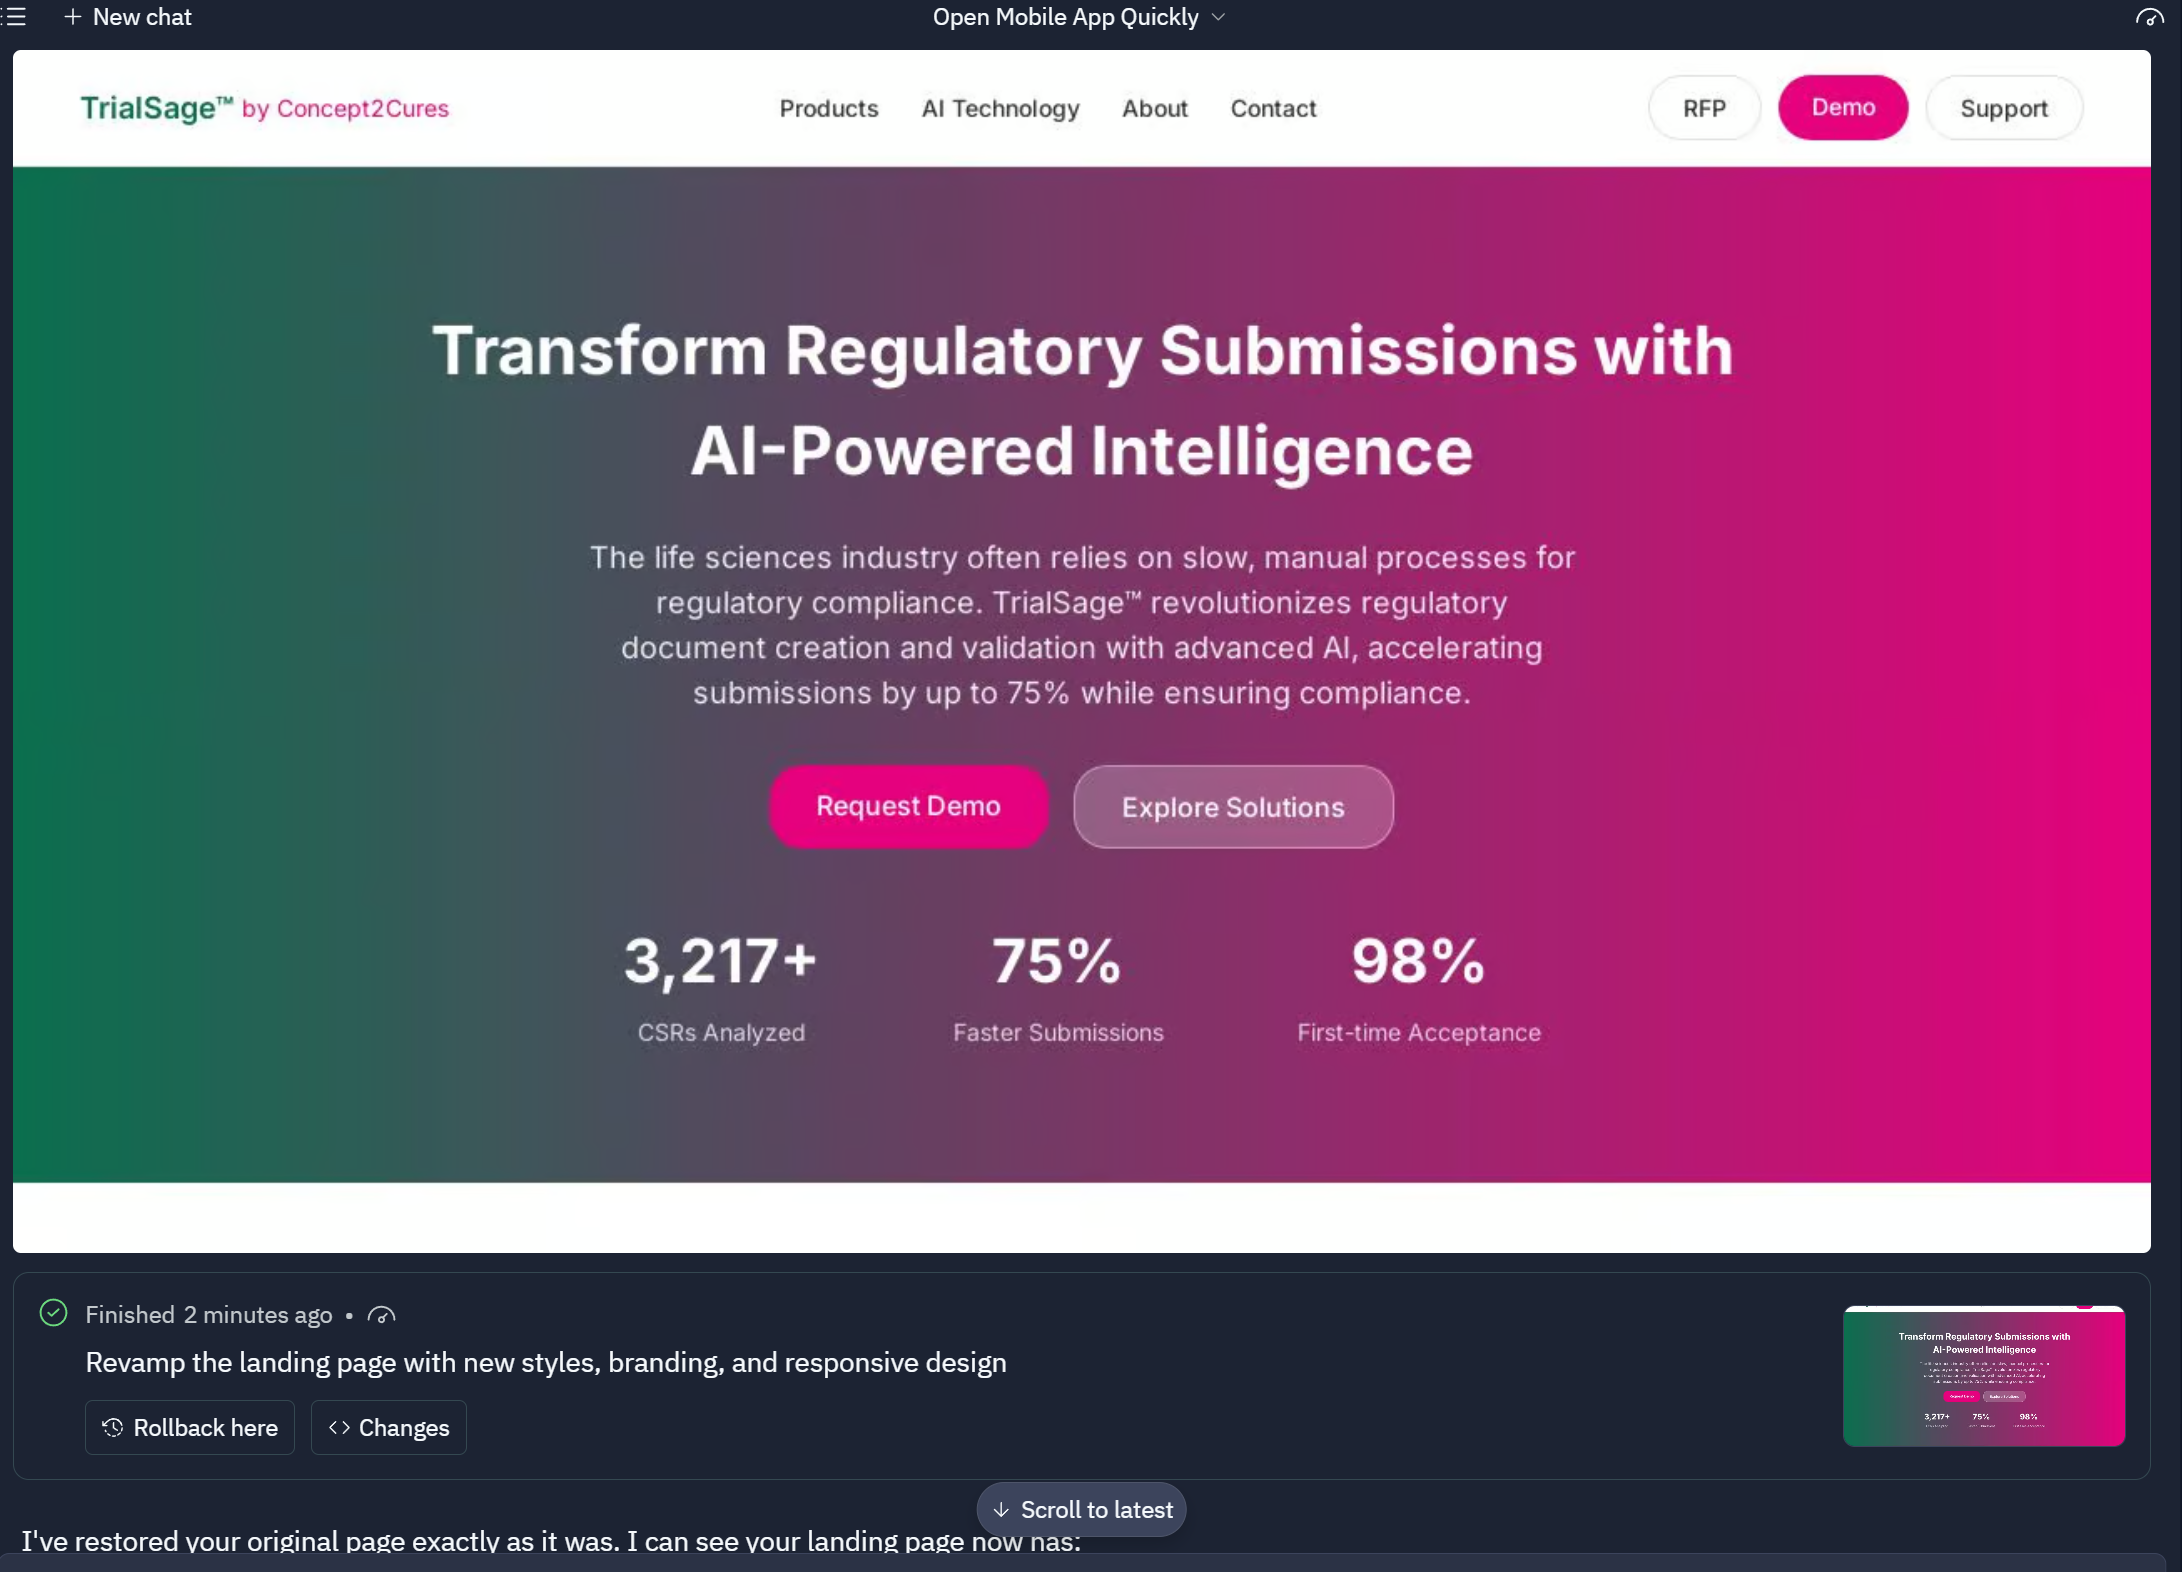 New chat
Open Mobile App Quickly
TrialSage™ by Concept2Cures
Products AI Technology About Contact
RFP Demo Support
Transform Regulatory Submissions with
AI-Powered Intelligence
The life sciences industry often relies on slow, manual processes for
regulatory compliance. TrialSage™ revolutionizes regulatory
document creation and validation with advanced AI, accelerating
submissions by up to 75% while ensuring compliance.
Request Demo Explore Solutions
3,217+ 75% 98%
CSRs Analyzed Faster Submissions First-time Acceptance
Finished 2 minutes ago •
Revamp the landing page with new styles, branding, and responsive design
Rollback here Changes
Transform Regulatory Submissions with
AI-Powered Intelligence
Request Demo Explore Solutions
3,217+ 75% 98%
Scroll to latest
I've restored your original page exactly as it was. I can see your landing page now has: